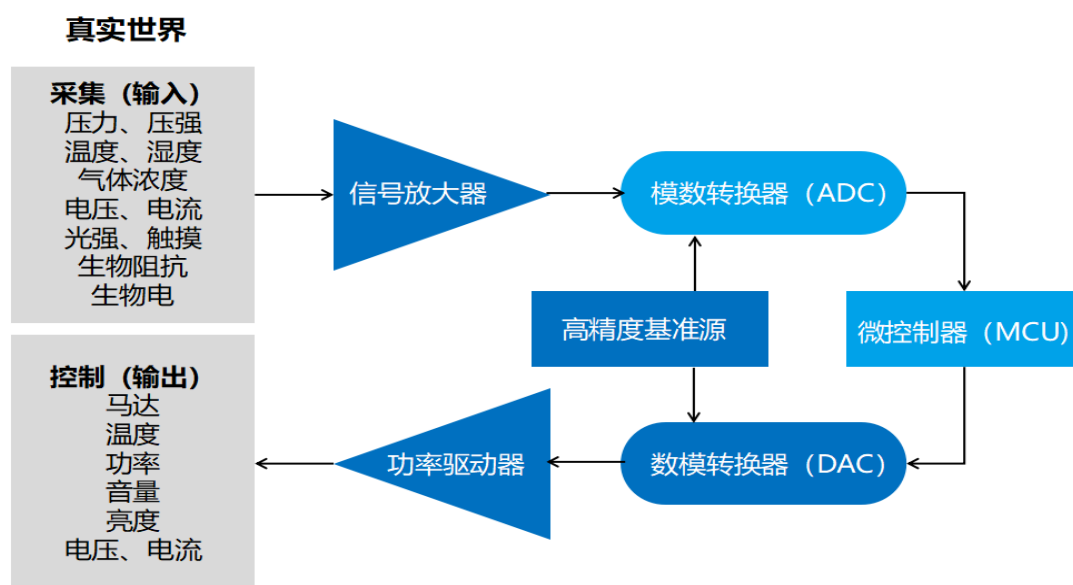 真实世界
采集（输入）
压力、压强
温度、湿度
气体浓度
电压、电流
光强、触摸
生物阻抗
生物电
信号放大器
模数转换器（ADC）
高精度基准源
微控制器（MCU)
控制（输出）
马达
温度
功率
音量
亮度
电压、电流
功率驱动器
数模转换器（DAC）